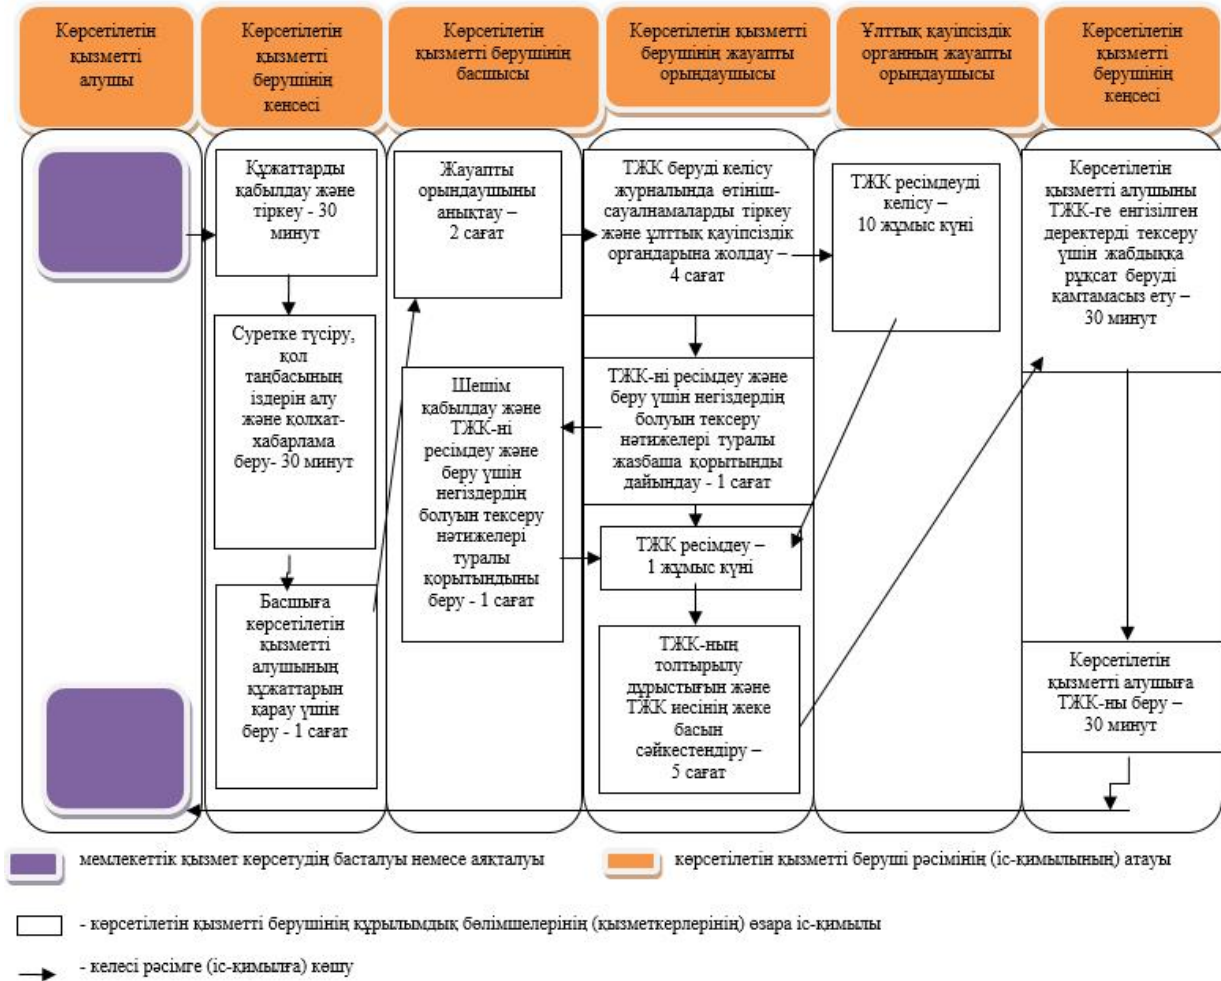 Көрсетілетін
қызметті
алушы
Көрсетілетін
қызметті
берушінің
кенсесі
Көрсетілетін
қызметті берушінің
басшысы
Көрсетілетін қызметті
берушінің жауапты
орындаушысы
Ұлттық қауіпсіздік
органның жауапты
орындаушысы
Көрсетілетін
қызметті
берушінің
кеңсесі
Құжаттарды
қабылдау және
тіркеу - 30
минут
Суретке түсіру,
қол
таңбасының
іздерін алу
және қолхат-
хабарлама
беру- 30 минут
Басшыға
көрсетілетін
қызметті
алушының
құжаттарын
қарау үшін
беру - 1 сағат
Жауапты
орындаушыны
анықтау –
2 сағат
Шешім
қабылдау және
ТЖК-ні
ресімдеу және
беру үшін
негіздердің
болуын тексеру
нәтижелері
туралы
қорытындыны
беру - 1 сағат
ТЖК беруді келісу
журналында өтініш-
сауалнамаларды тіркеу
және ұлттық қауіпсіздік
органдарына жолдау –
4 сағат
ТЖК-ні ресімдеу және
беру үшін негіздердің
болуын тексеру
нәтижелері туралы
жазбаша қорытынды
дайындау - 1 сағат
ТЖК ресімдеу –
1 жұмыс күні
ТЖК-ның
толтырылу
дұрыстығын және
ТЖК иесінің жеке
басын
сәйкестендіру –
5 сағат
ТЖК ресімдеуді
келісу –
10 жұмыс күні
Көрсетілетін
қызметті алушыны
ТЖК-ге енгізілген
деректерді тексеру
үшін жабдыққа
рұқсат беруді
қамтамасыз ету –
30 минут
Көрсетілетін
қызметті алушыға
ТЖК-ны беру –
30 минут
мемлекеттік қызмет көрсетудің басталуы немесе аяқталуы
көрсетілетін қызметті беруші рәсімінің (іс-қимылының) атауы
- көрсетілетін қызметті берушінің құрылымдық бөлімшелерінің (қызметкерлерінің) өзара іс-қимылы
- келесі рәсімге (іс-қимылға) көшу